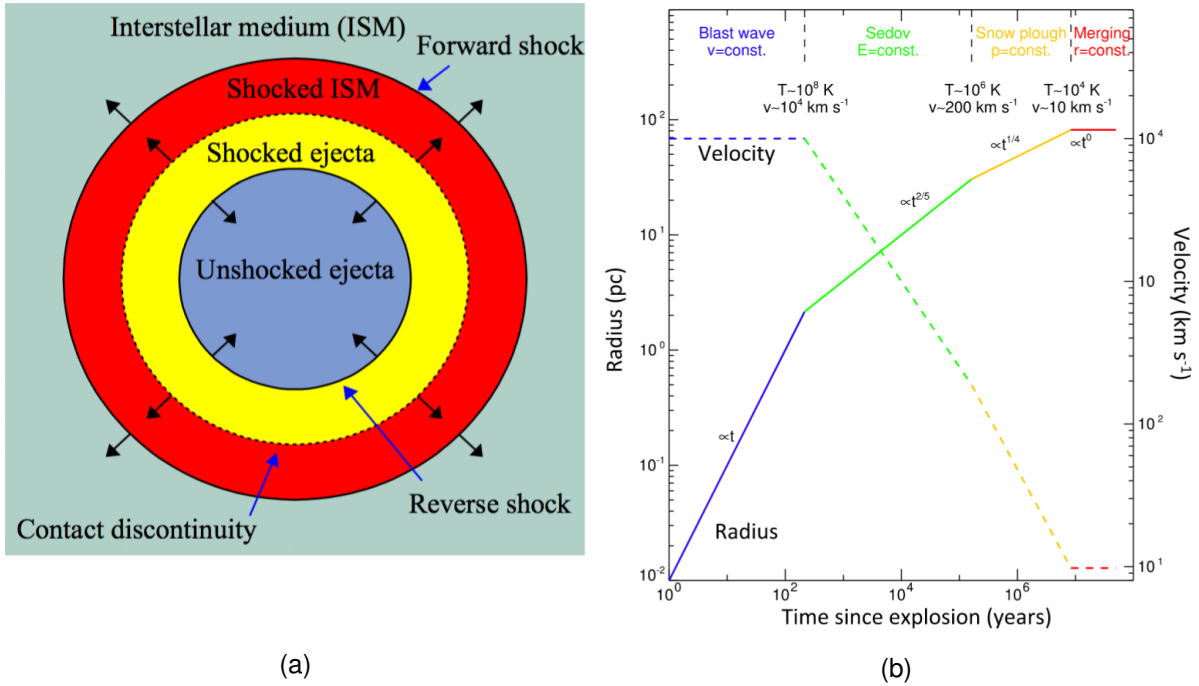 Interstellar medium (ISM)
Forward shock
Shocked ISM
Shocked ejecta
Unshocked ejecta
Reverse shock
Contact discontinuity
(a)
Blast wave
v=const.
Sedov
E=const.
Snow plough
p=const.
Merging
r=const.
T~10⁸ K
v~10⁴ km s⁻¹
T~10⁶ K
v~200 km s⁻¹
T~10⁴ K
v~10 km s⁻¹
Velocity
∝t
∝t²/⁵
∝t¹/⁴
∝t⁰
Radius
Radius (pc)
10²
10¹
10⁰
10⁻¹
10⁻²
10⁰
10²
10⁴
10⁶
Time since explosion (years)
Velocity (km s⁻¹)
10⁴
10
10²
10¹
(b)